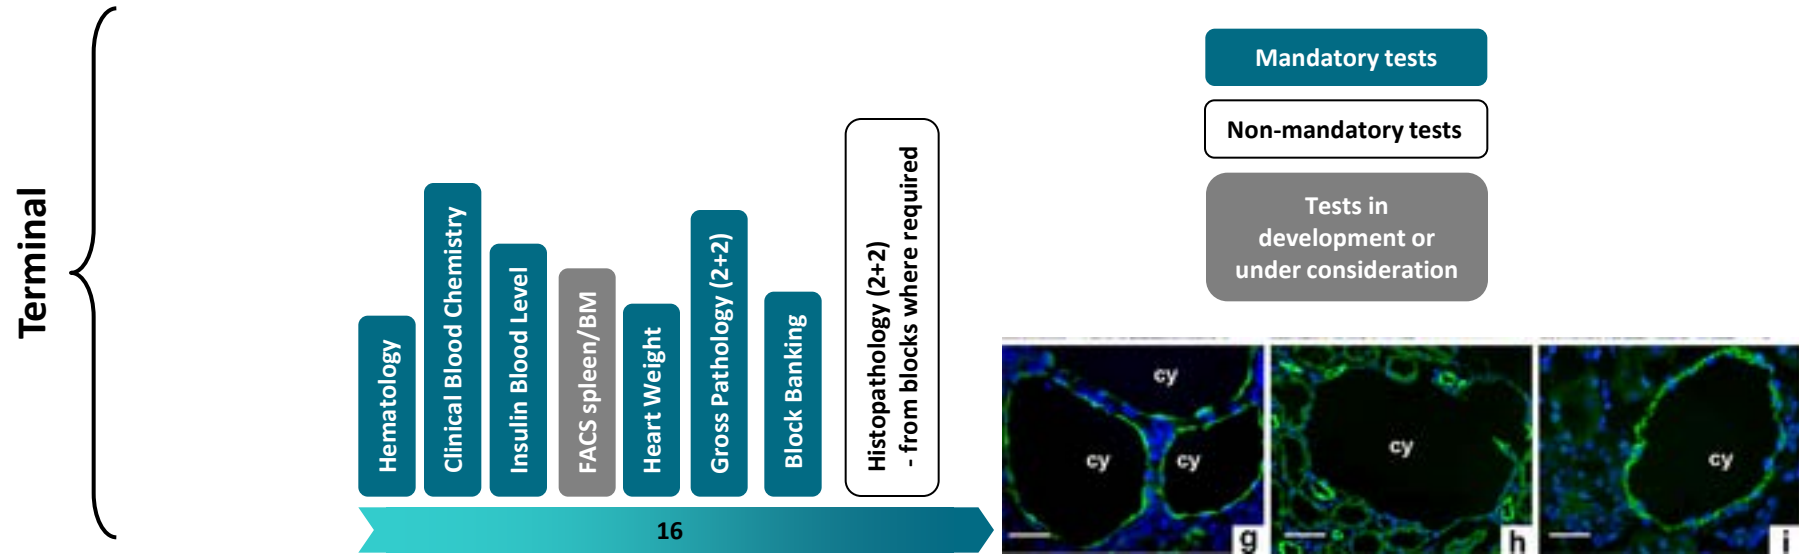 Terminal
Hematology
Clinical Blood Chemistry
Insulin Blood Level
FACS spleen/BM
Heart Weight
Gross Pathology (2+2)
Block Banking
Histopathology (2+2)
- from blocks where required
16
Mandatory tests
Non-mandatory tests
Tests in
development or
under consideration
cy
cy
cy
g
cy
h
cy
i